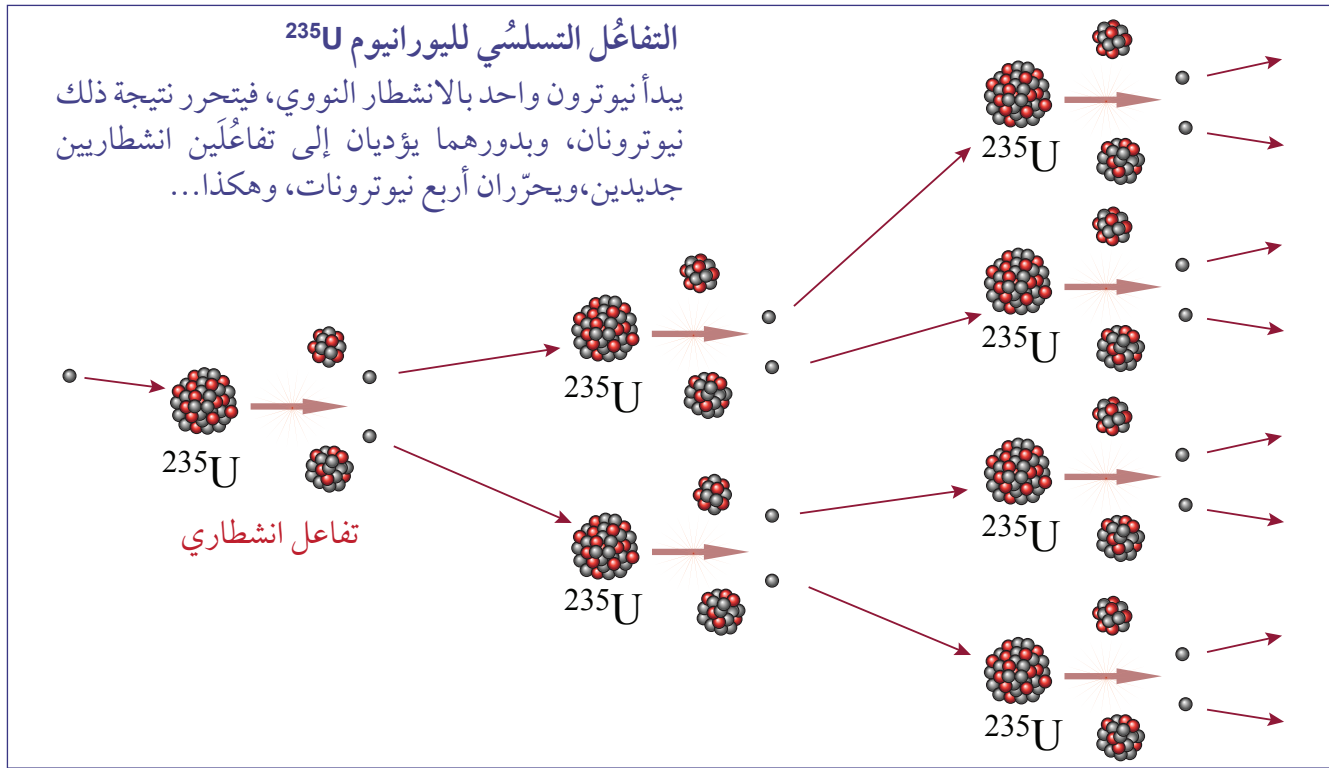 التفاعُل التسلسُي لليورانيوم ²³⁵U
يبدأ نيوترون واحد بالانشطار النووي، فيتحرر نتيجة ذلك
نيوترونان، وبدورهما يؤديان إلى تفاعُلَين انشطاريين
جديدين،ويحرّران أربع نيوترونات، وهكذا...
²³⁵U
²³⁵U
²³⁵U
²³⁵U
²³⁵U
²³⁵U
²³⁵U
تفاعل انشطاري